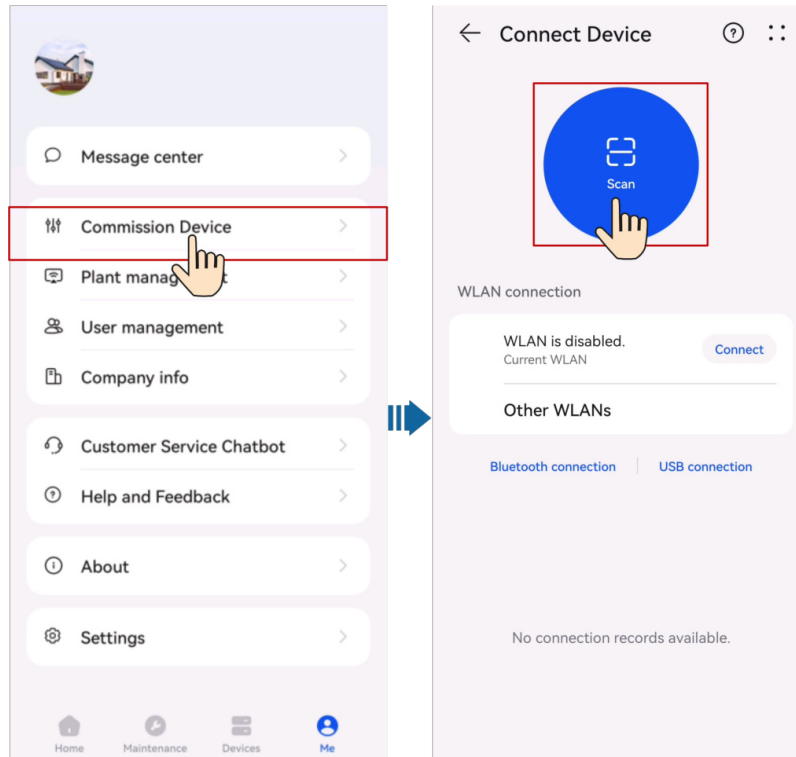 Message center
Commission Device
Plant manag t
User management
Company info
Customer Service Chatbot
Help and Feedback
About
Settings
Home
Maintenance
Devices
Me
Connect Device
Scan
WLAN connection
WLAN is disabled.
Current WLAN
Connect
Other WLANs
Bluetooth connection
USB connection
No connection records available.